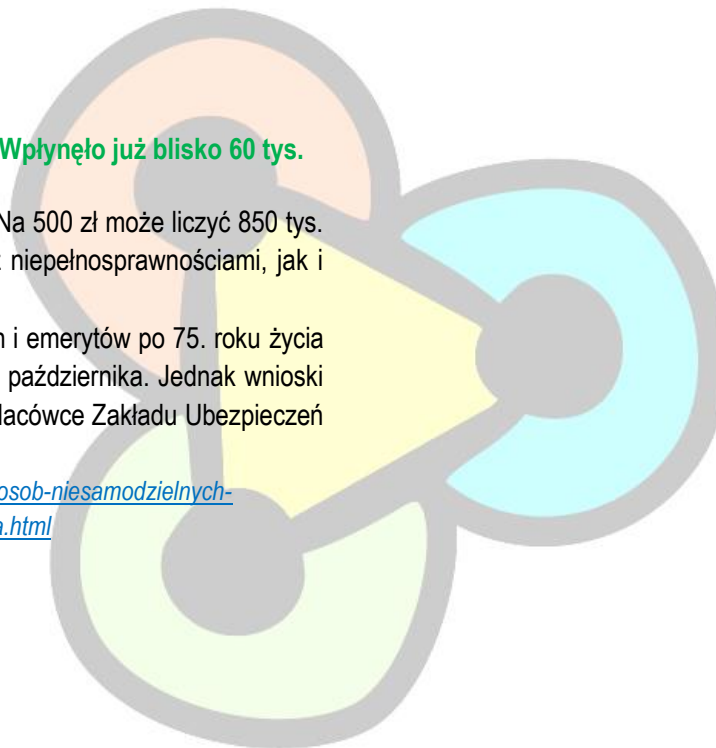 Wpłynęło już blisko 60 tys.
Na 500 zł może liczyć 850 tys.
niepełnosprawnościami, jak i
i emerytów po 75. roku życia
października. Jednak wnioski
Zakładu Ubezpieczeń
osob-niesamodzielnych-
a.html